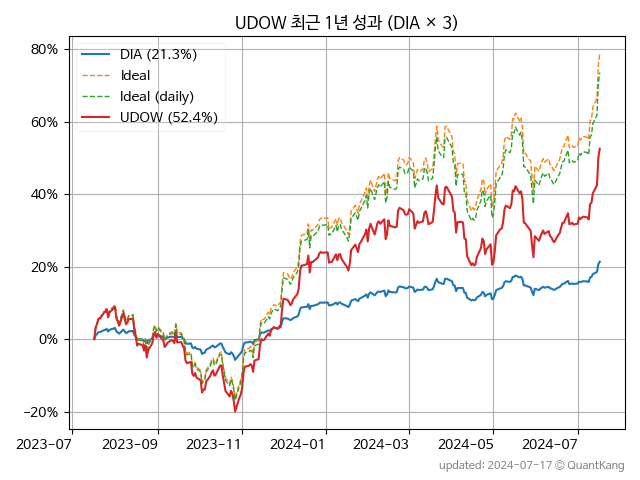 UDOW 최근 1년 성과 (DIA × 3)
80%
60%
40%
20%
0%
−20%
DIA (21.3%)
Ideal
Ideal (daily)
UDOW (52.4%)
2023-07 2023-09 2023-11 2024-01 2024-03 2024-05 2024-07
updated: 2024-07-17 © QuantKang